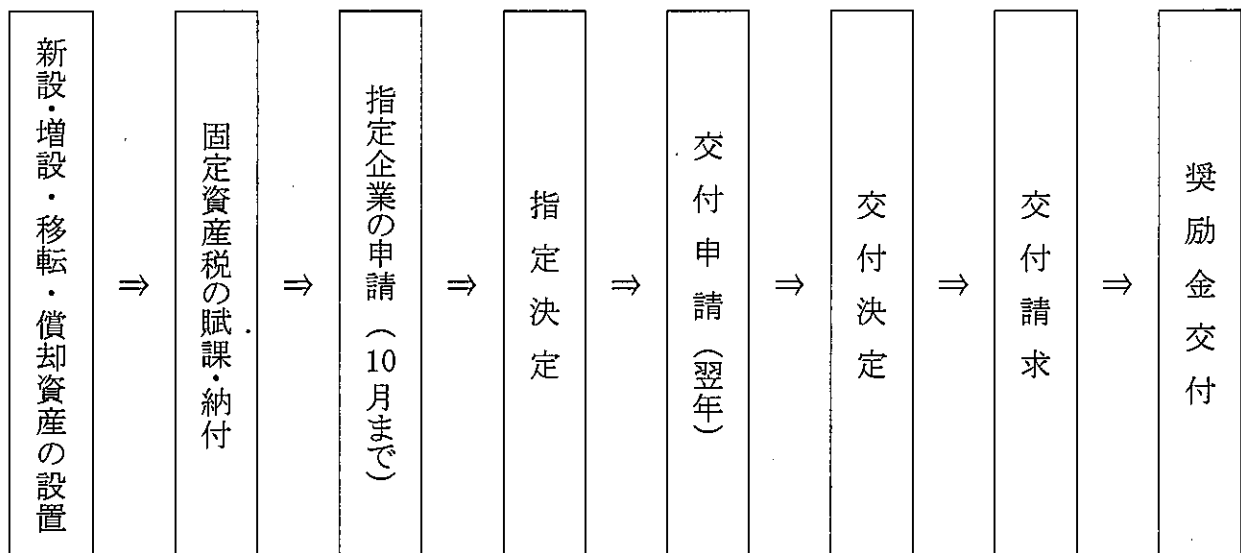 新設・増設・移転・償却資産の設置
⇒
固定資産税の賦課・納付
⇒
指定企業の申請（10月まで）
⇒
指定決定
⇒
交付申請（翌年）
⇒
交付決定
⇒
交付請求
⇒
奨励金交付